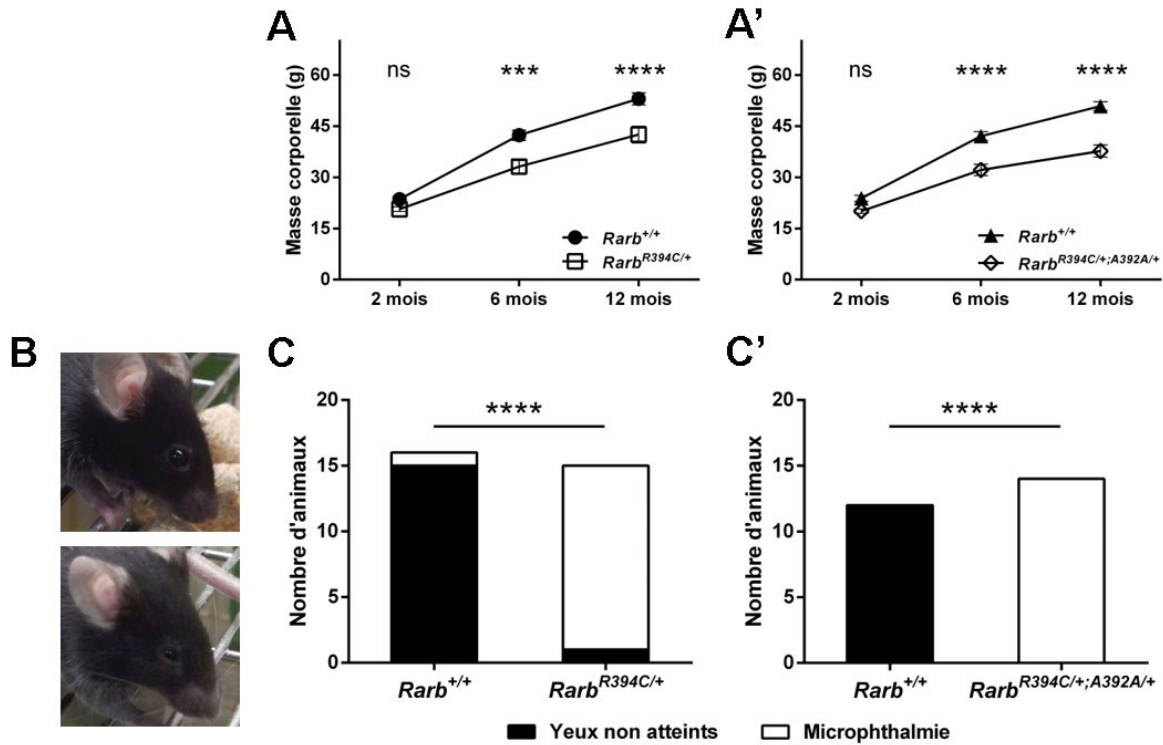 A
Masse corporelle (g)
60
45
30
15
0
ns
***
****
Rarb+/+
RarbR394C/+
2 mois 6 mois 12 mois
A'
Masse corporelle (g)
60
45
30
15
0
ns
****
****
Rarb+/+
RarbR394C/+;A392A/+
2 mois 6 mois 12 mois
B
C
Nombre d'animaux
20
15
10
5
0
****
Rarb+/+ RarbR394C/+
C'
Nombre d'animaux
20
15
10
5
0
****
Rarb+/+ RarbR394C/+;A392A/+
Yeux non atteints Microphthalmie